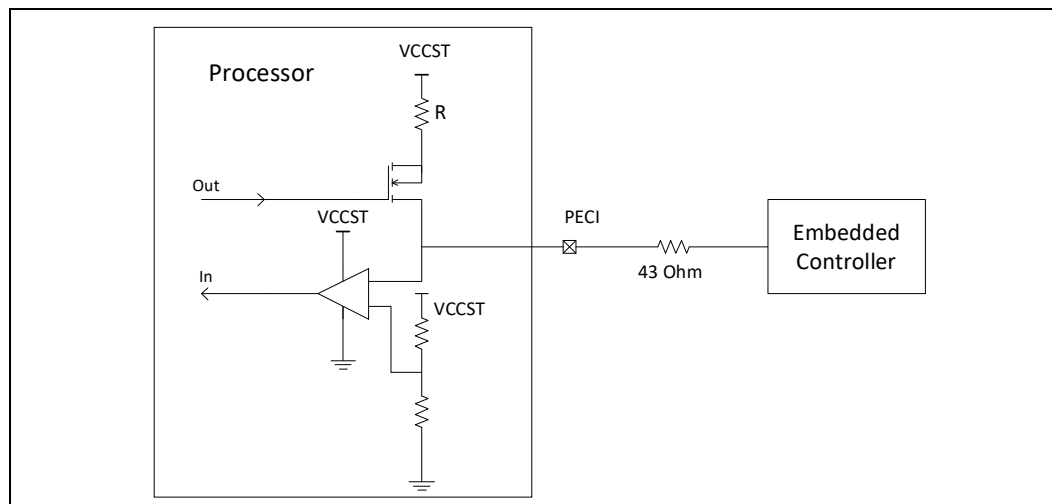 VCCST
Processor
R
Out
VCCST
PECI
Embedded
Controller
43 Ohm
In
VCCST